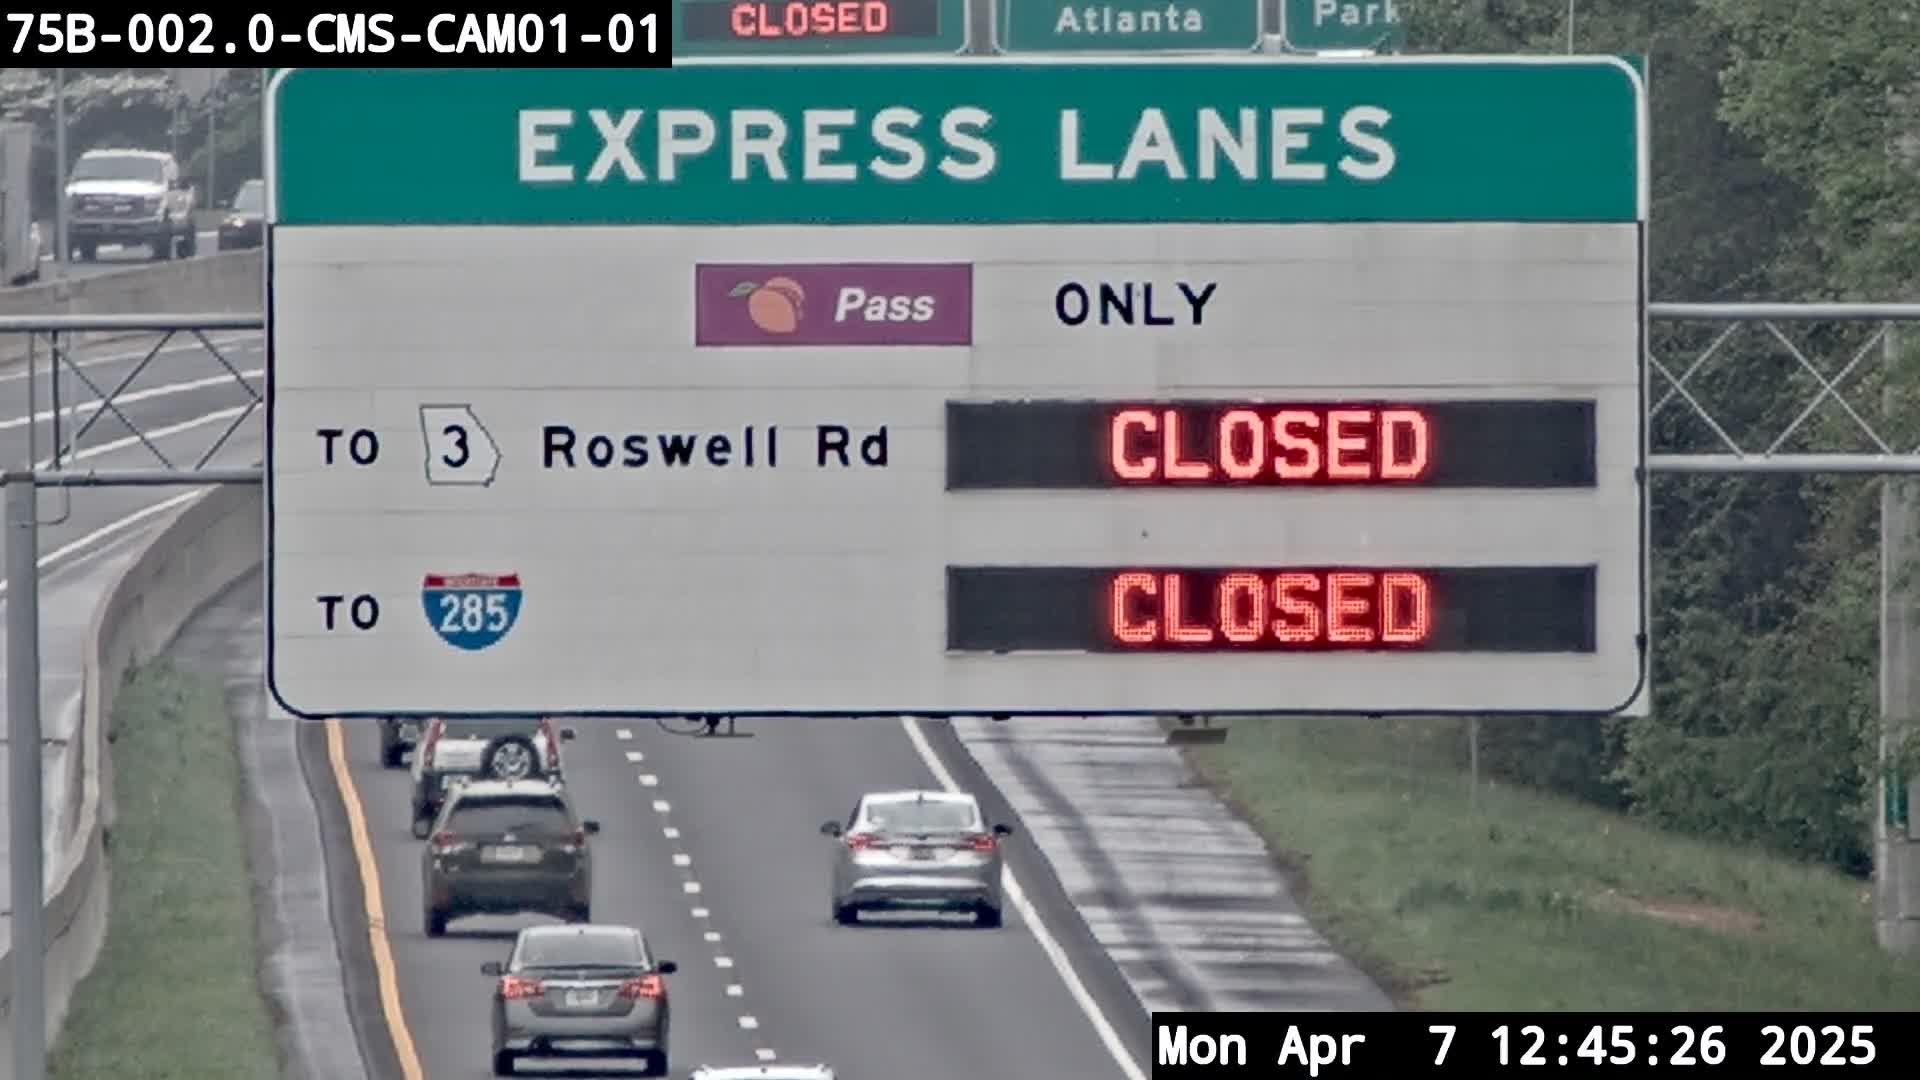 75B-002.0-CMS-CAM01-01
CLOSED
Atlanta
Park
EXPRESS LANES
Pass ONLY
TO 3 Roswell Rd CLOSED
INTERSTATE
TO 285 CLOSED
Mon Apr 7 12:45:26 2025